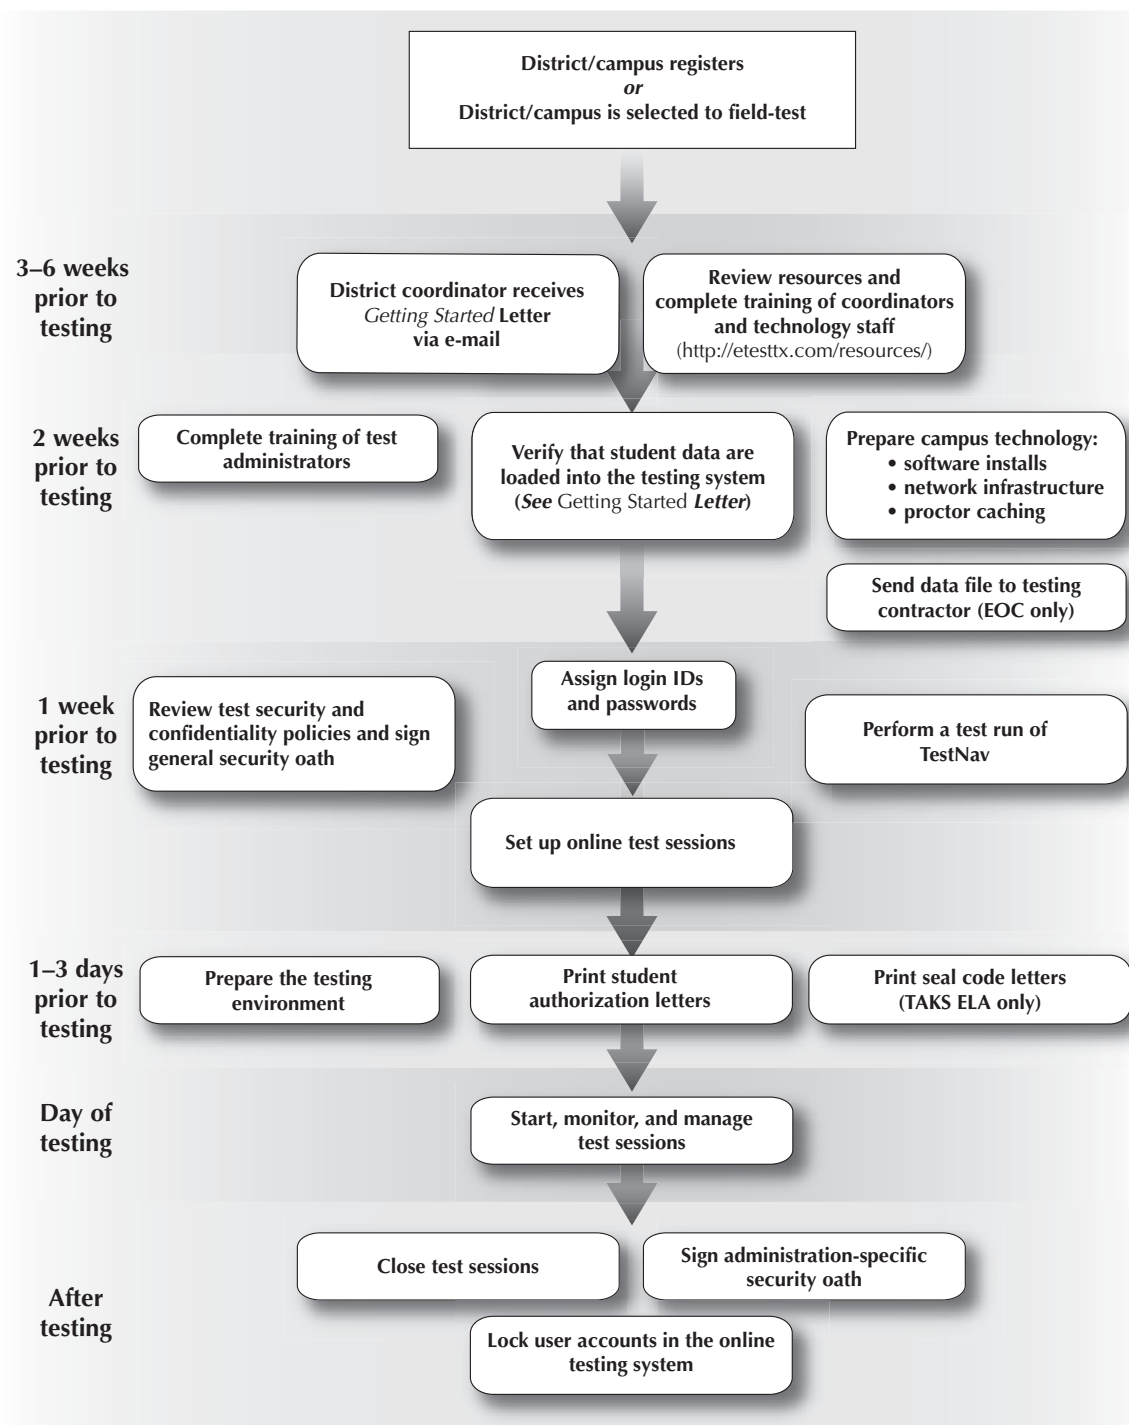 District/campus registers
or
District/campus is selected to field-test
3–6 weeks
prior to
testing
District coordinator receives
Getting Started Letter
via e-mail
Review resources and
complete training of coordinators
and technology staff
(http://etesttx.com/resources/)
2 weeks
prior to
testing
Complete training of test
administrators
Verify that student data are
loaded into the testing system
(See Getting Started Letter)
Prepare campus technology:
• software installs
• network infrastructure
• proctor caching
Send data file to testing
contractor (EOC only)
1 week
prior to
testing
Review test security and
confidentiality policies and sign
general security oath
Assign login IDs
and passwords
Perform a test run of
TestNav
Set up online test sessions
1–3 days
prior to
testing
Prepare the testing
environment
Print student
authorization letters
Print seal code letters
(TAKS ELA only)
Day of
testing
Start, monitor, and manage
test sessions
After
testing
Close test sessions
Sign administration-specific
security oath
Lock user accounts in the online
testing system